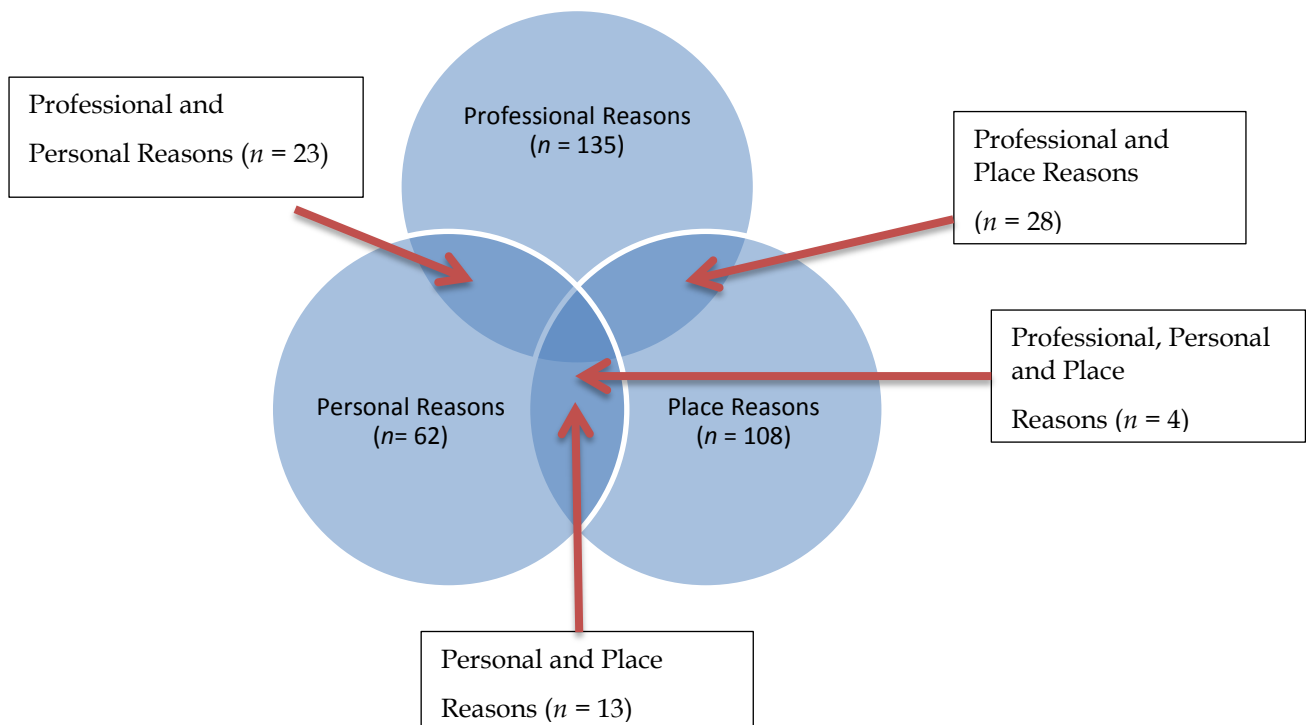 Professional and
Personal Reasons (n = 23)
Professional Reasons
(n = 135)
Professional and
Place Reasons
(n = 28)
Professional, Personal
and Place
Reasons (n = 4)
Personal Reasons
(n= 62)
Place Reasons
(n = 108)
Personal and Place
Reasons (n = 13)